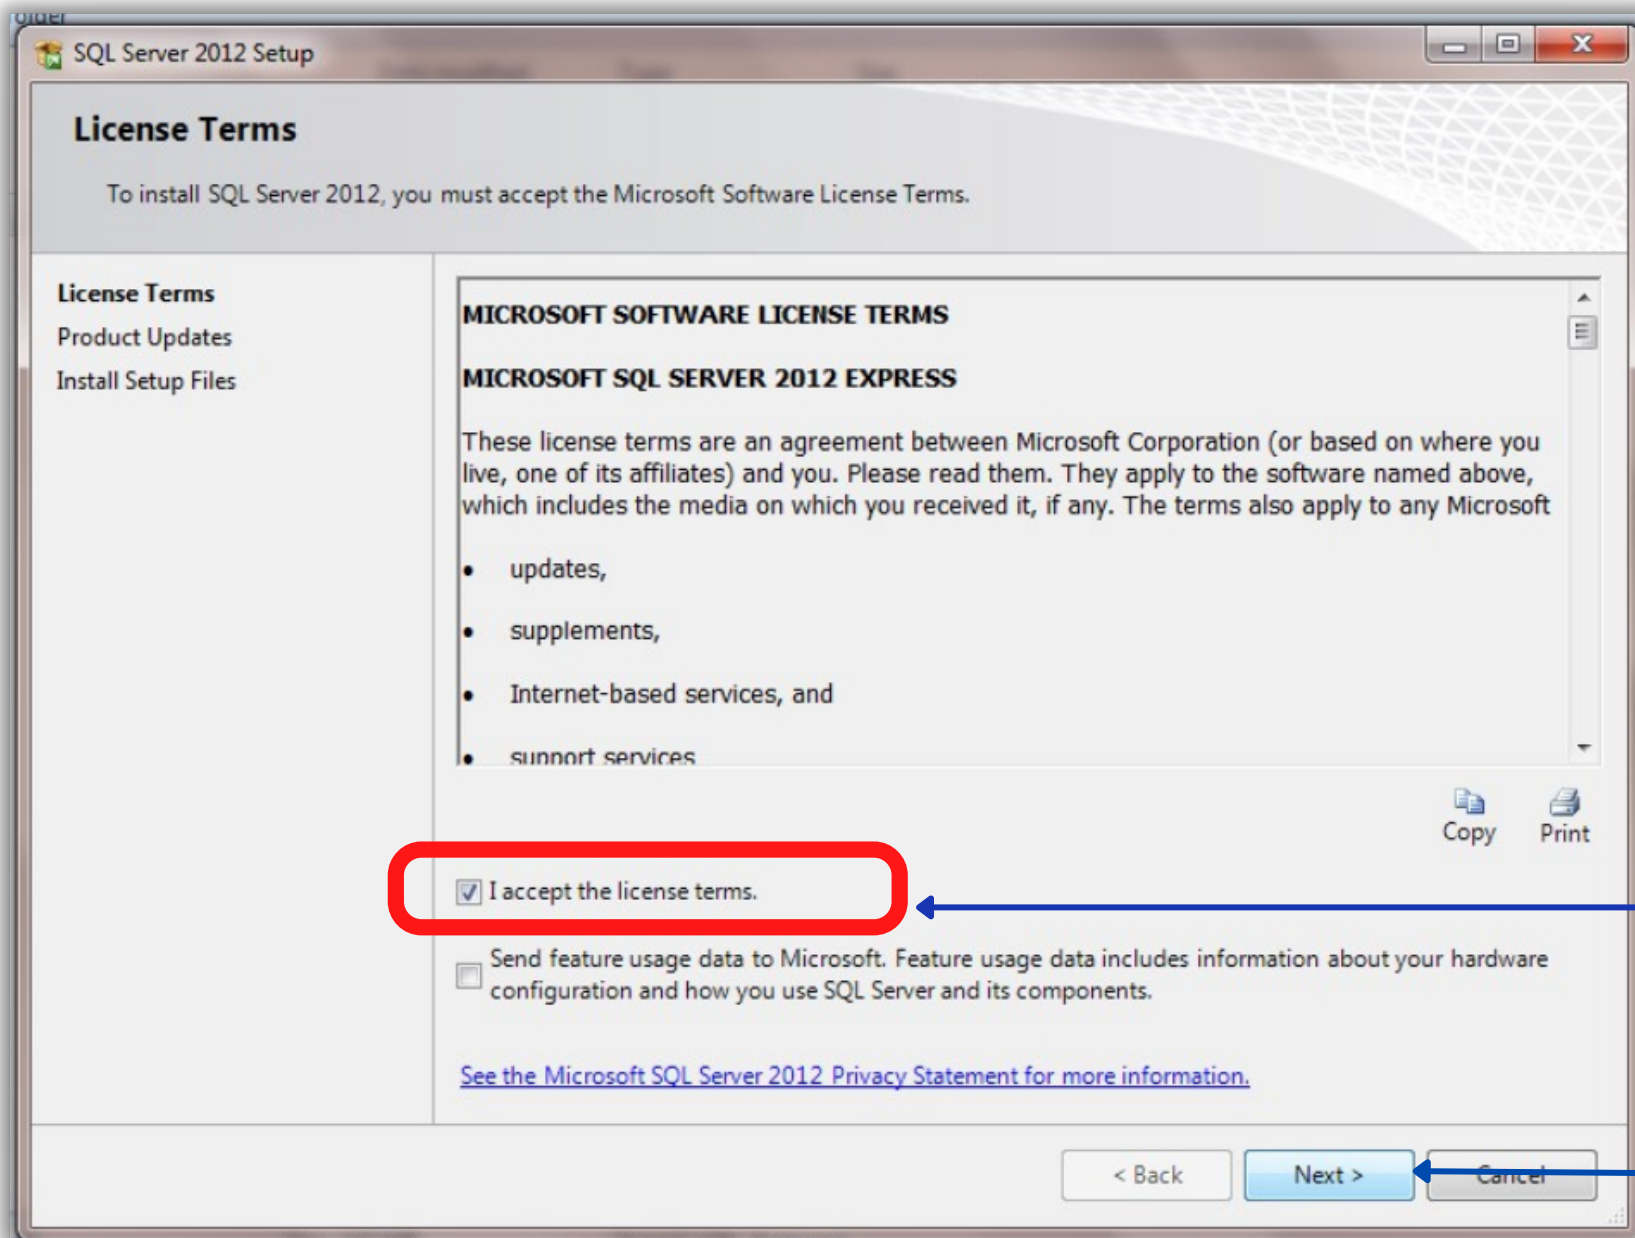 SQL Server 2012 Setup
License Terms
To install SQL Server 2012, you must accept the Microsoft Software License Terms.
License Terms
Product Updates
Install Setup Files
MICROSOFT SOFTWARE LICENSE TERMS
MICROSOFT SQL SERVER 2012 EXPRESS
These license terms are an agreement between Microsoft Corporation (or based on where you
live, one of its affiliates) and you. Please read them. They apply to the software named above,
which includes the media on which you received it, if any. The terms also apply to any Microsoft
• updates,
• supplements,
• Internet-based services, and
• support services
Copy Print
I accept the license terms.
Send feature usage data to Microsoft. Feature usage data includes information about your hardware
configuration and how you use SQL Server and its components.
See the Microsoft SQL Server 2012 Privacy Statement for more information.
< Back Next > Cancel